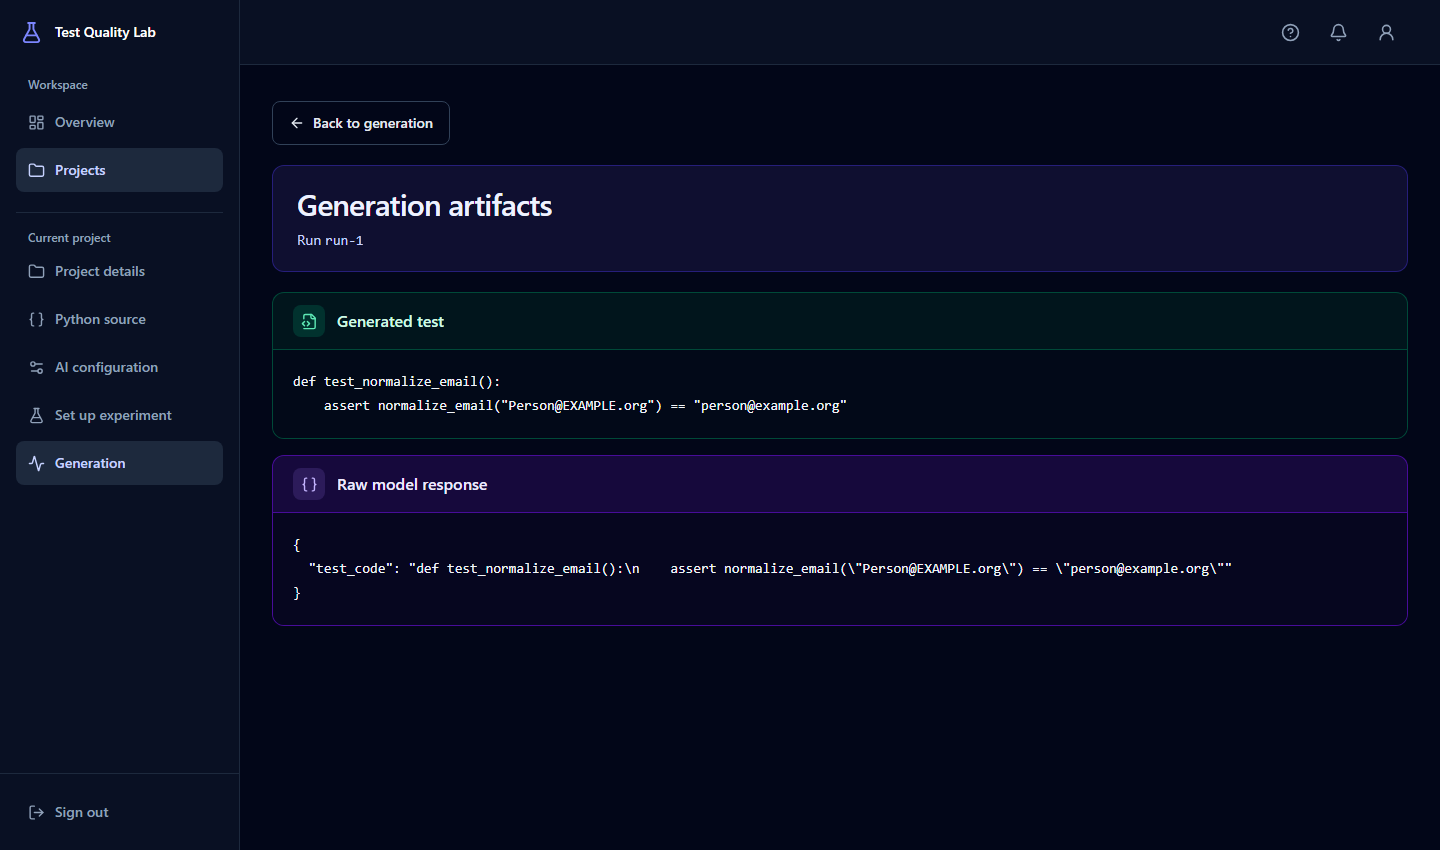 Test Quality Lab
Workspace
Overview
Projects
Current project
Project details
Python source
AI configuration
Set up experiment
Generation
Sign out
Back to generation
Generation artifacts
Run run-1
Generated test
def test_normalize_email():
    assert normalize_email("Person@EXAMPLE.org") == "person@example.org"
Raw model response
{
  "test_code": "def test_normalize_email():\n    assert normalize_email(\"Person@EXAMPLE.org\") == \"person@example.org\""
}